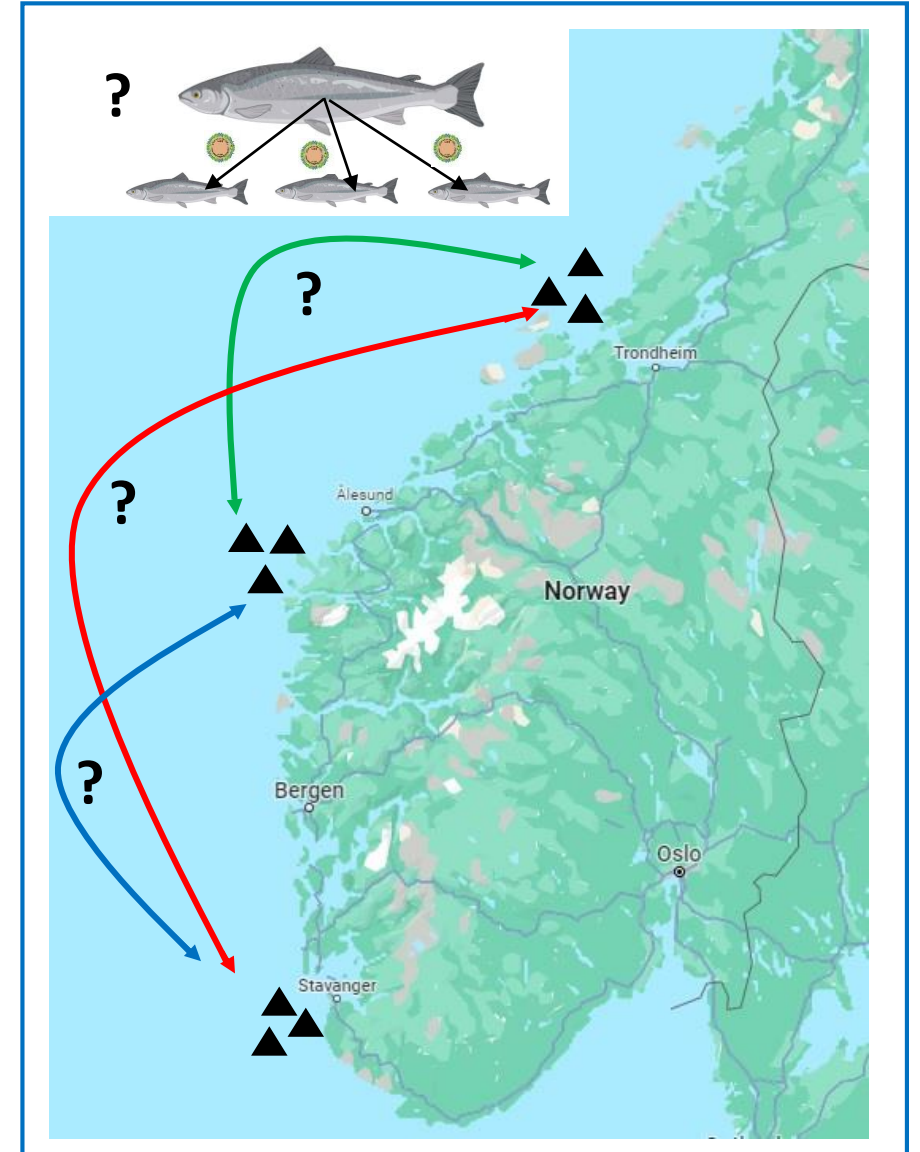 ?
?
Trondheim
?
Ålesund
Norway
?
Bergen
Oslo
Stavanger